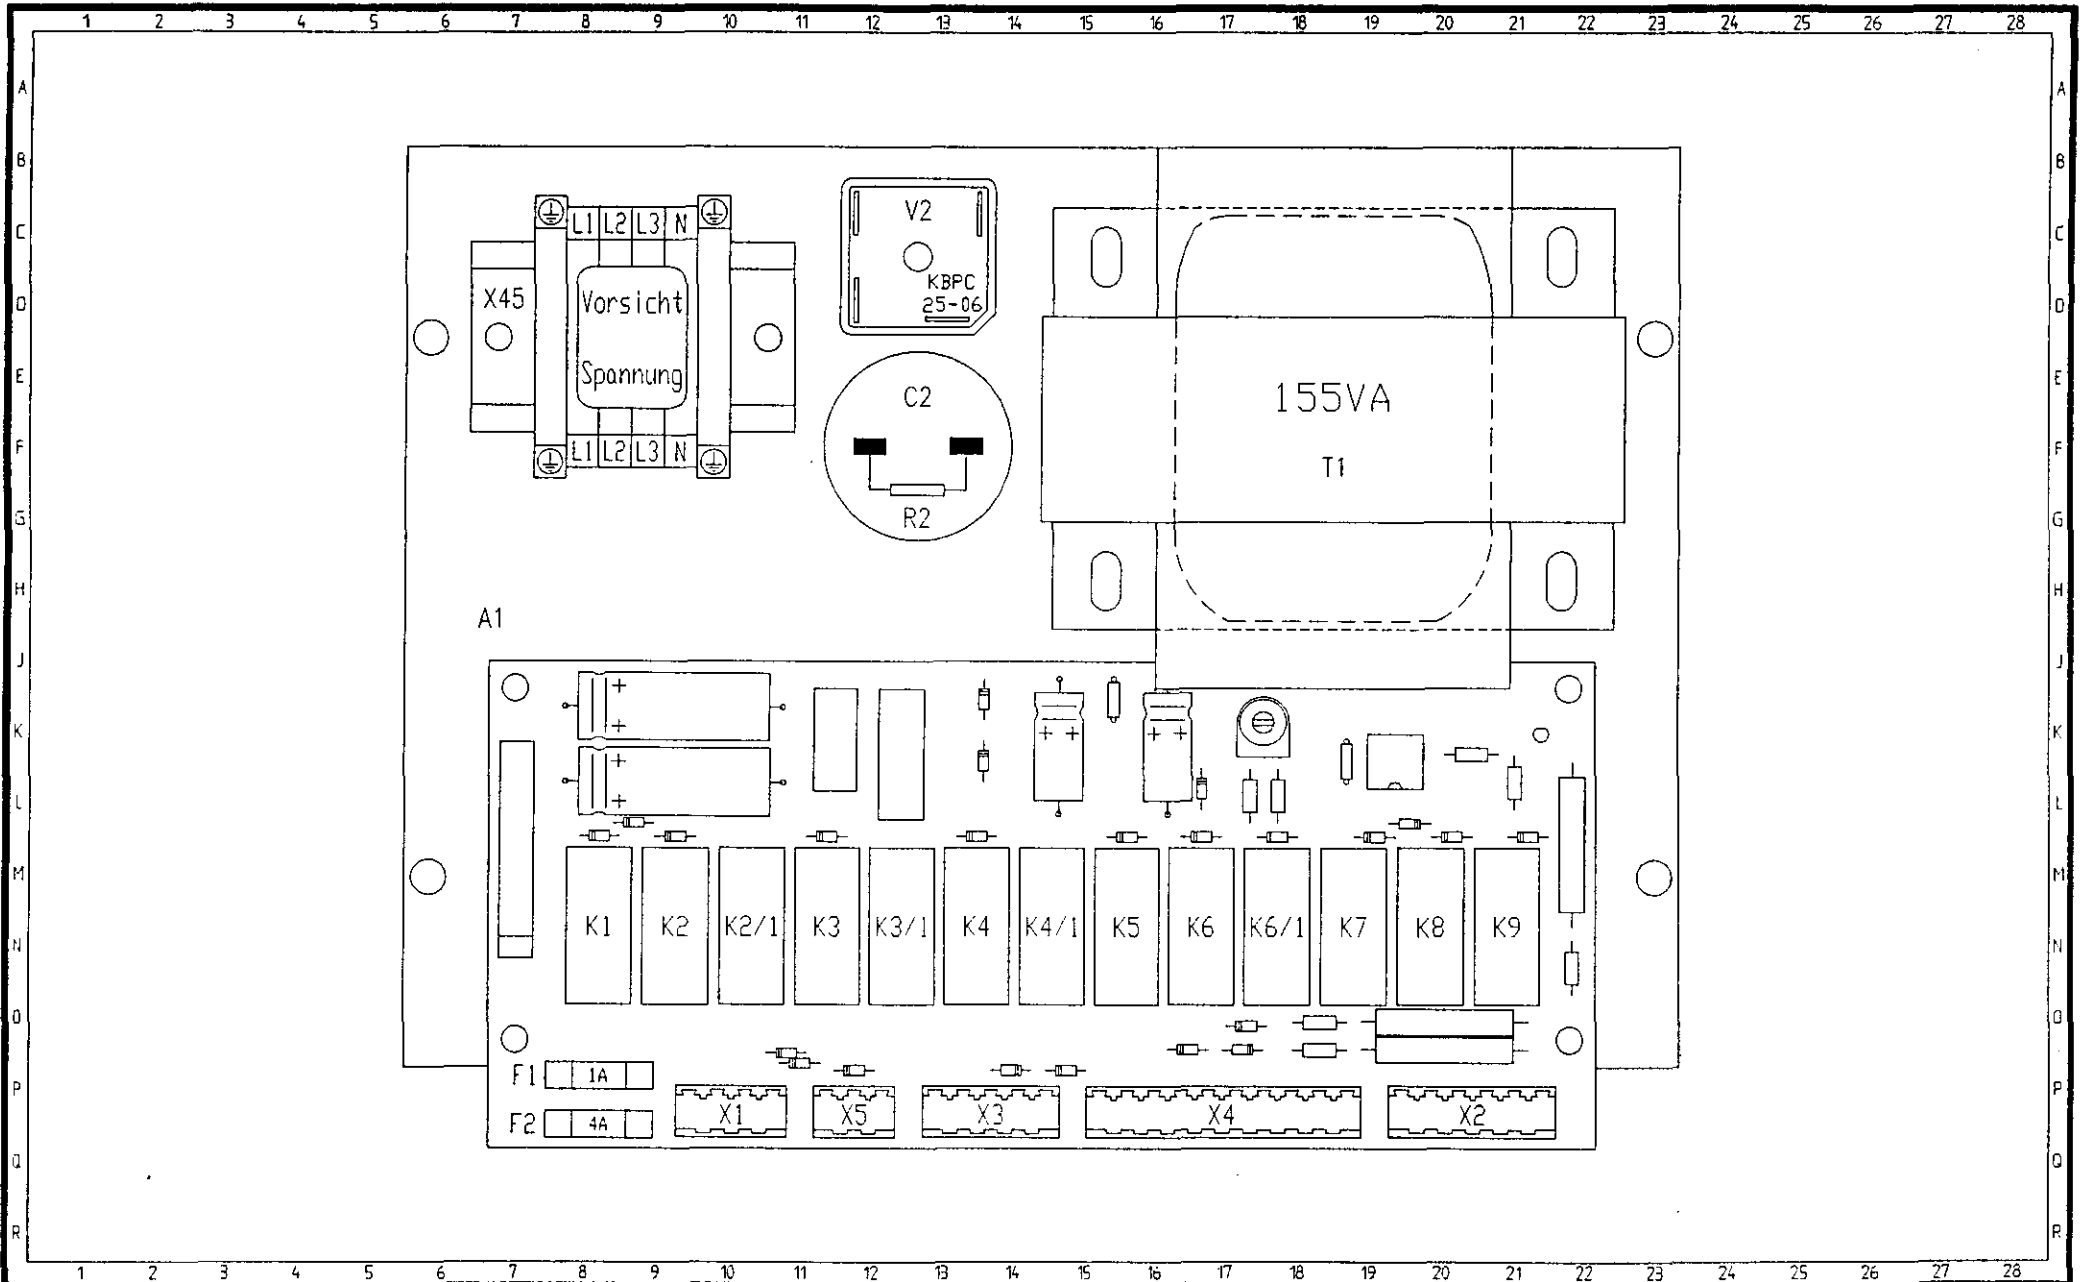 1 2 3 4 5 6 7 8 9 10 11 12 13 14 15 16 17 18 19 20 21 22 23 24 25 26 27 28
A A
B B
C C
D D
E E
F F
G G
H H
J J
K K
L L
M M
N N
O O
P P
Q Q
R R
L1 L2 L3 N
X45
Vorsicht
Spannung
L1 L2 L3 N
V2
KBPC
25-06
C2
R2
155VA
T1
A1
+ +
+ +
+ + + +
K1 K2 K2/1 K3 K3/1 K4 K4/1 K5 K6 K6/1 K7 K8 K9
F1 1A
F2 4A
X1 X5 X3 X4 X2
1 2 3 4 5 6 7 8 9 10 11 12 13 14 15 16 17 18 19 20 21 22 23 24 25 26 27 28